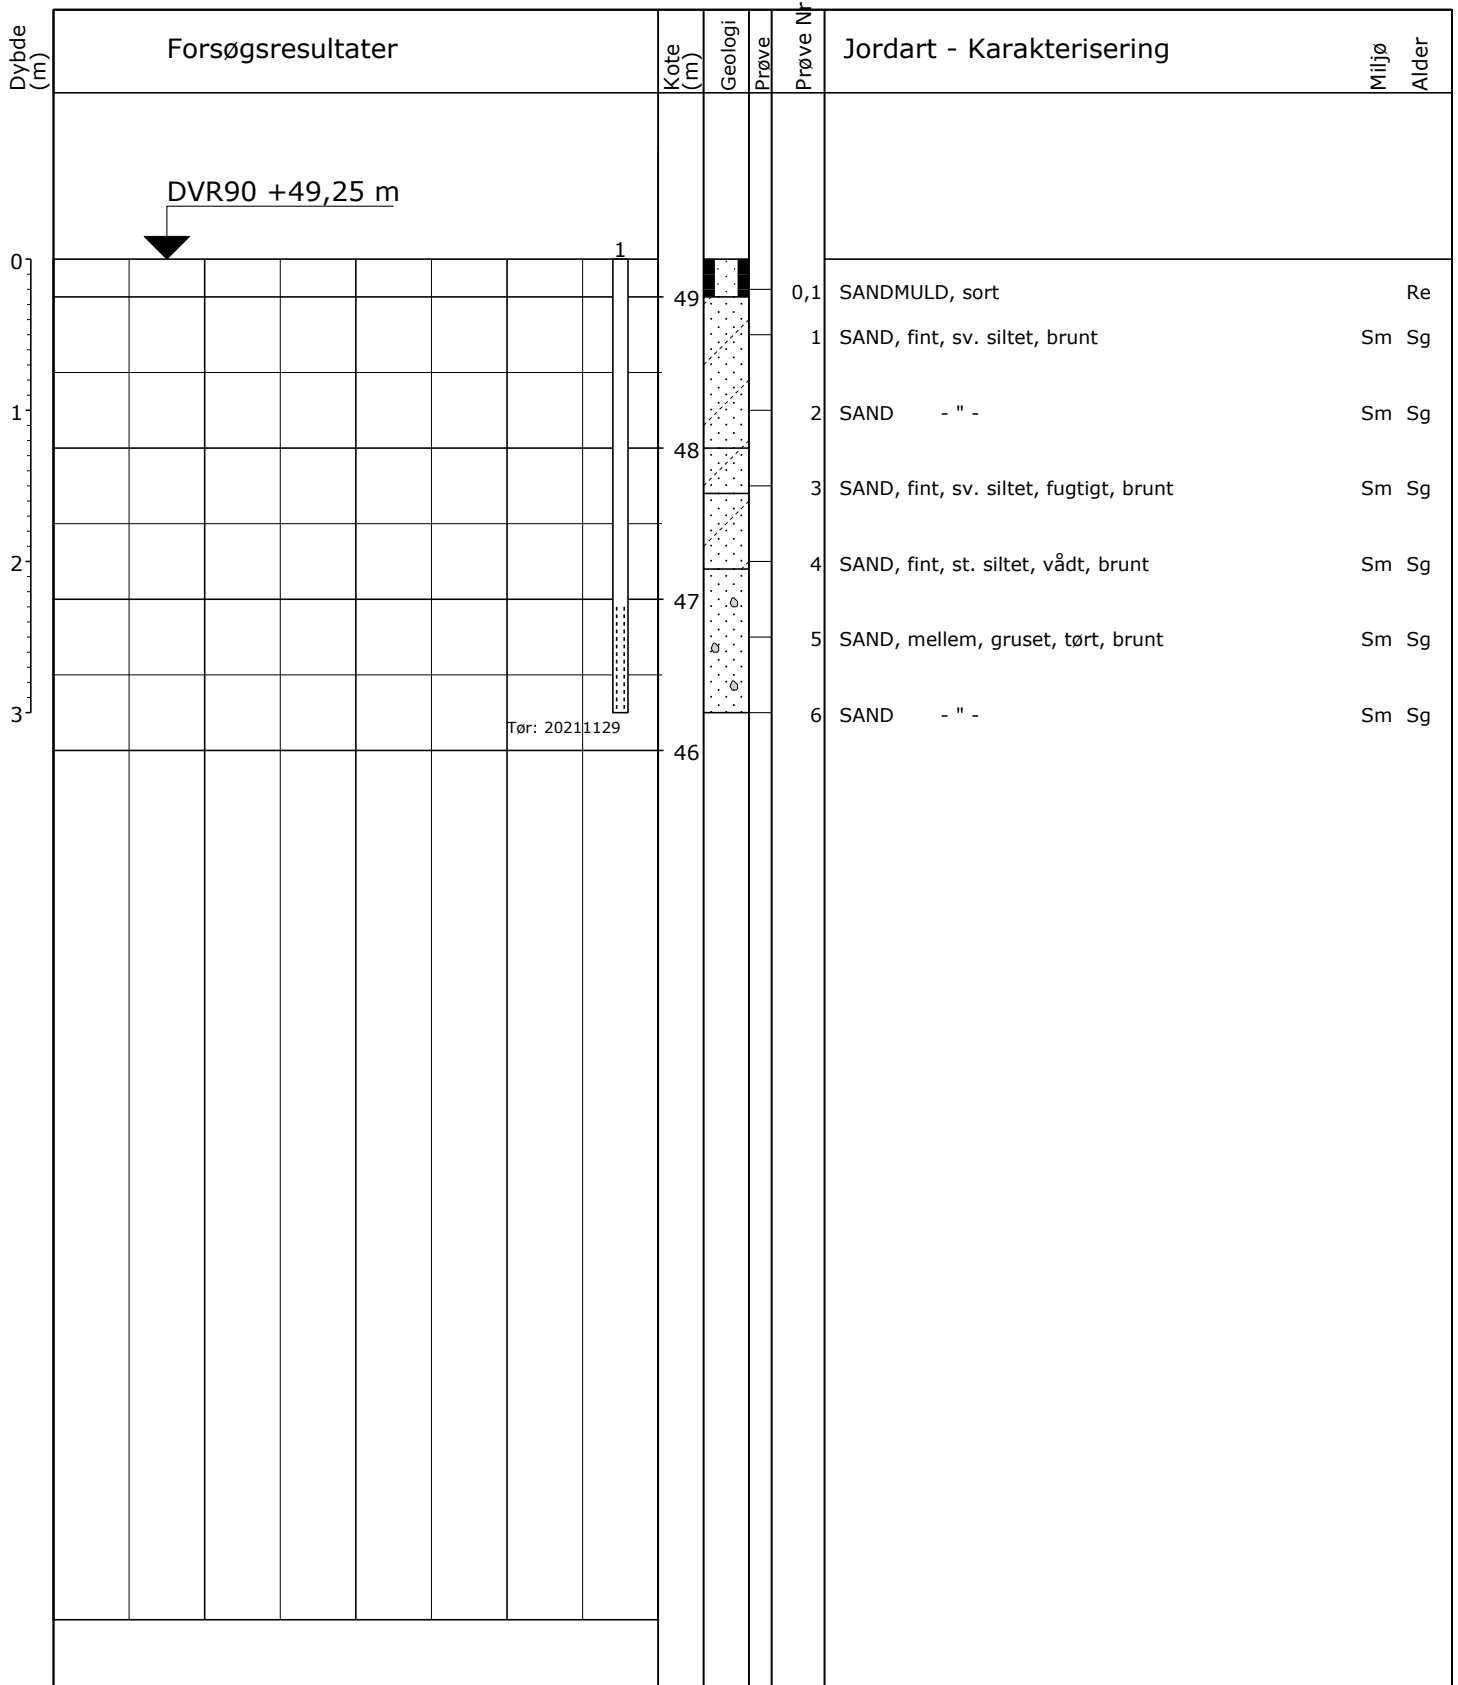 Dybde
(m)
Forsøgsresultater
Kote
(m)
Geologi
Prøve
Prøve Nr
Jordart - Karakterisering
Miljø
Alder
DVR90 +49,25 m
1
0
49
0,1 SANDMULD, sort Re
1 SAND, fint, sv. siltet, brunt Sm Sg
1
2 SAND - " - Sm Sg
48
3 SAND, fint, sv. siltet, fugtigt, brunt Sm Sg
2
4 SAND, fint, st. siltet, vådt, brunt Sm Sg
47
5 SAND, mellem, gruset, tørt, brunt Sm Sg
3
6 SAND - " - Sm Sg
Tør: 20211129
46